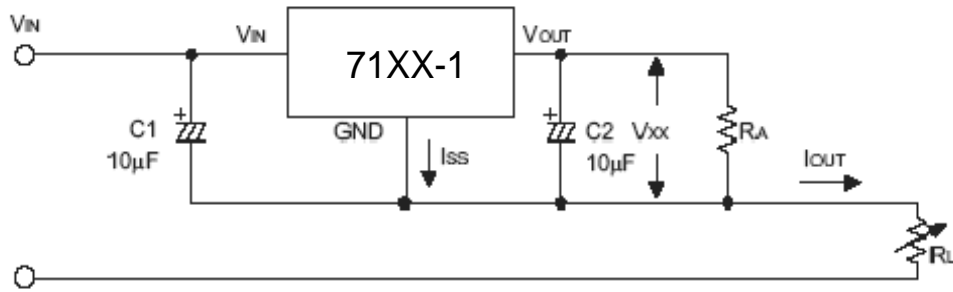 VIN
VIN
71XX-1
VOUT
GND
C1
10µF
ISS
C2
10µF
VXX
RA
IOUT
RL